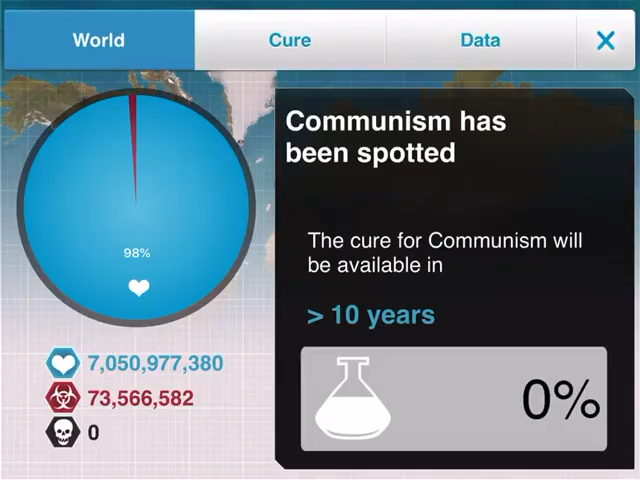 World
Cure
Data
Communism has
been spotted
98%
The cure for Communism will
be available in
> 10 years
7,050,977,380
73,566,582
0
0%